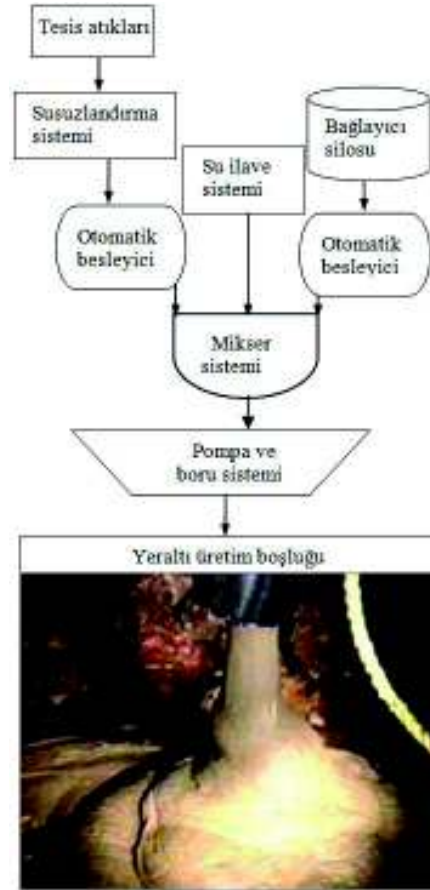 Tesis atıkları
Susuzlandırma
sistemi
Su ilave
sistemi
Bağlayıcı
silosu
Otomatik
besleyici
Otomatik
besleyici
Mikser
sistemi
Pompa ve
boru sistemi
Yeraltı üretim boşluğu